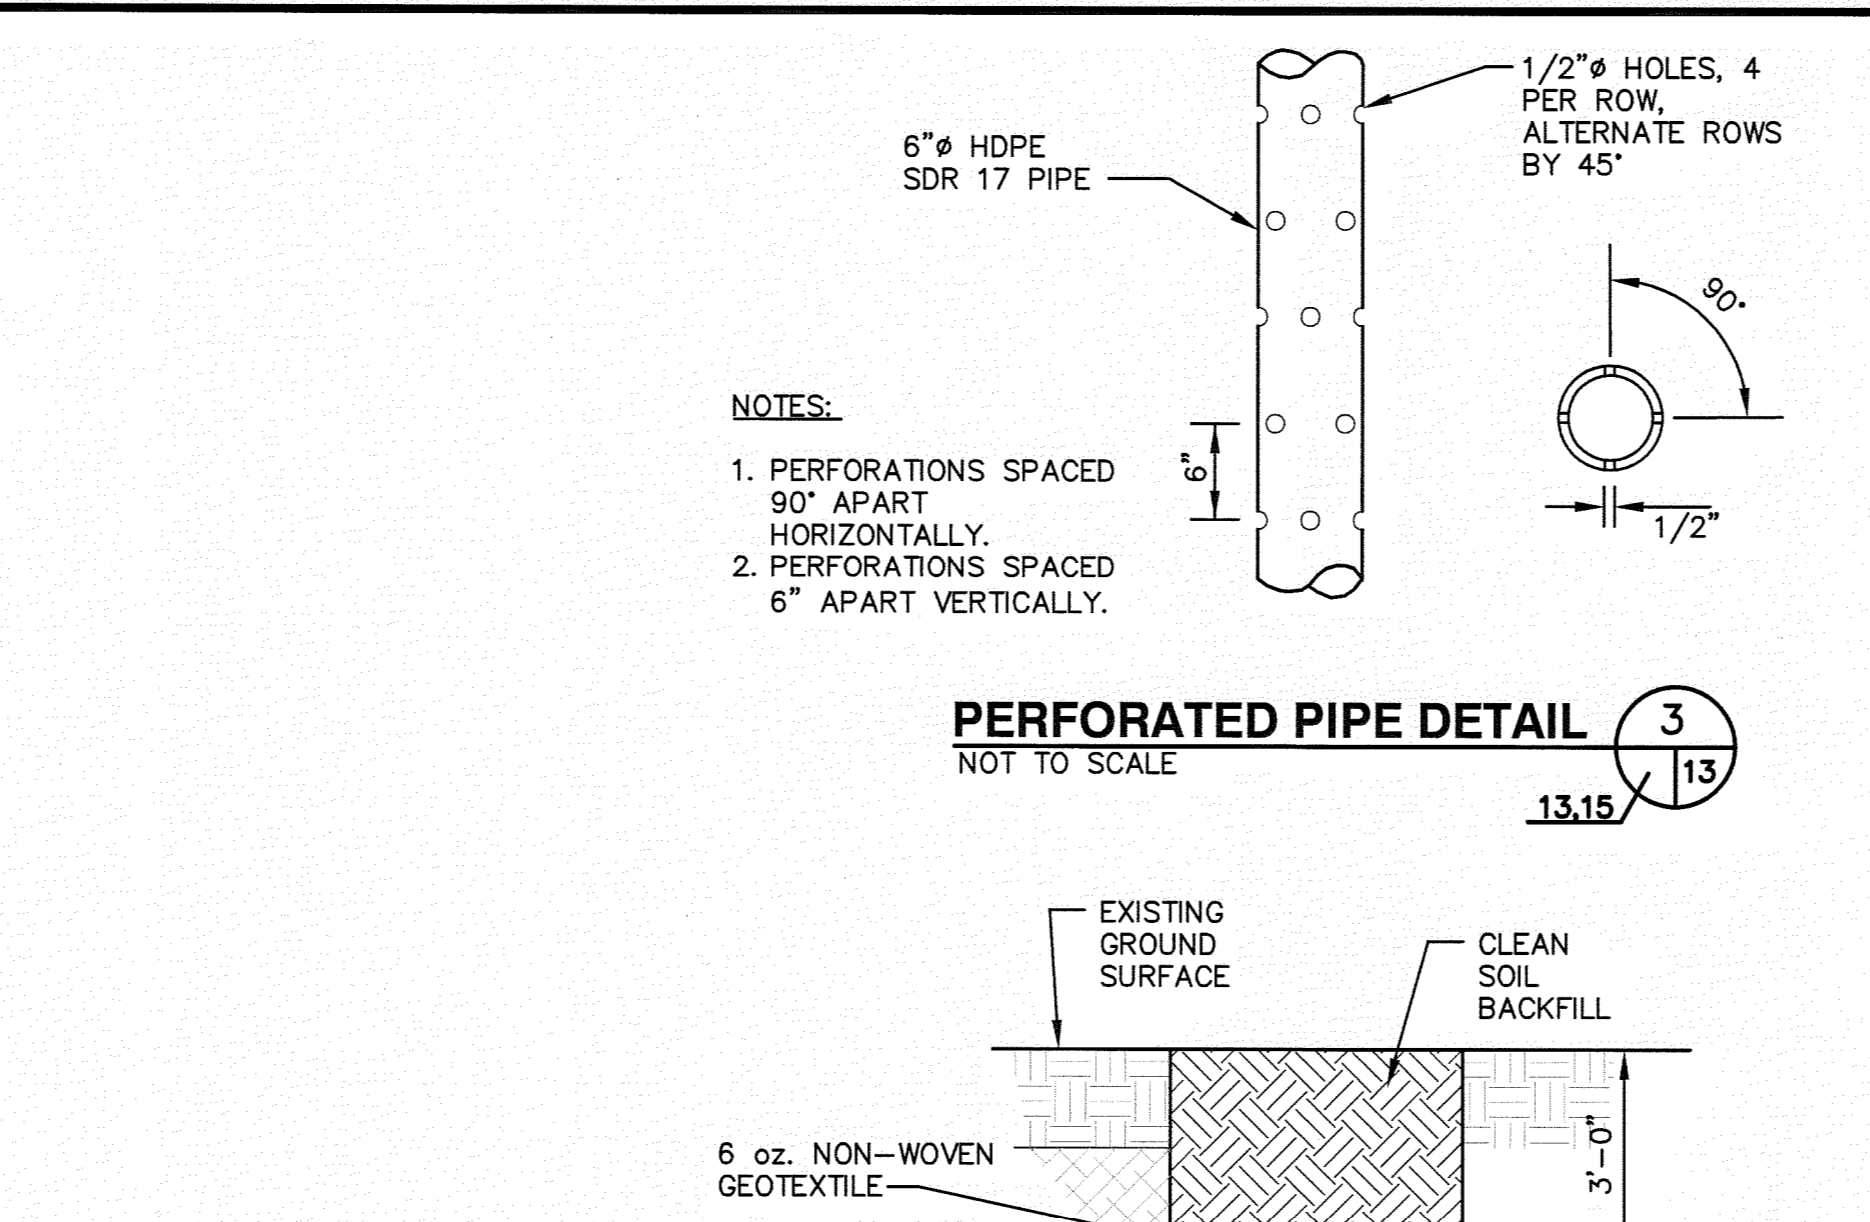 1/2"ø HOLES, 4
PER ROW,
ALTERNATE ROWS
BY 45°
6"ø HDPE
SDR 17 PIPE
90°
NOTES:
1. PERFORATIONS SPACED
90° APART
HORIZONTALLY.
2. PERFORATIONS SPACED
6" APART VERTICALLY.
6"
1/2"
PERFORATED PIPE DETAIL
NOT TO SCALE
3
13
13,15
EXISTING
GROUND
SURFACE
CLEAN
SOIL
BACKFILL
6 oz. NON-WOVEN
GEOTEXTILE
3'-0"